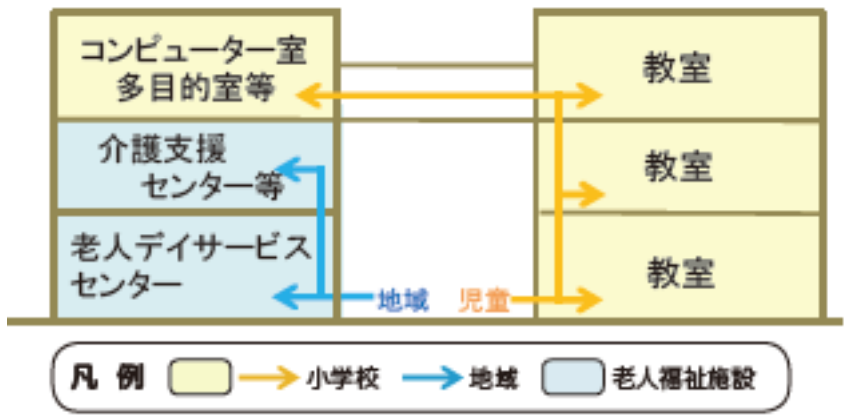 コンピューター室
多目的室等
教室
介護支援
センター等
教室
老人デイサービス
センター
教室
地域
児童
凡 例
小学校
地域
老人福祉施設